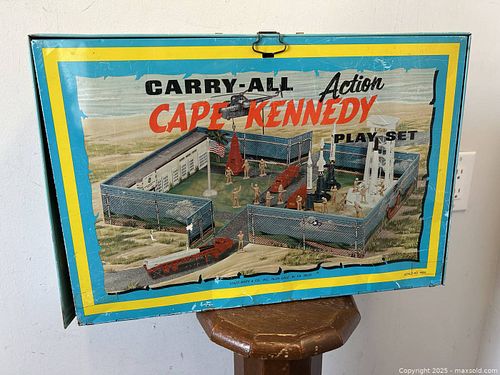 CARRY-ALL Action
CAPE KENNEDY
PLAY SET
Copyright © 2025 - maxsold.com